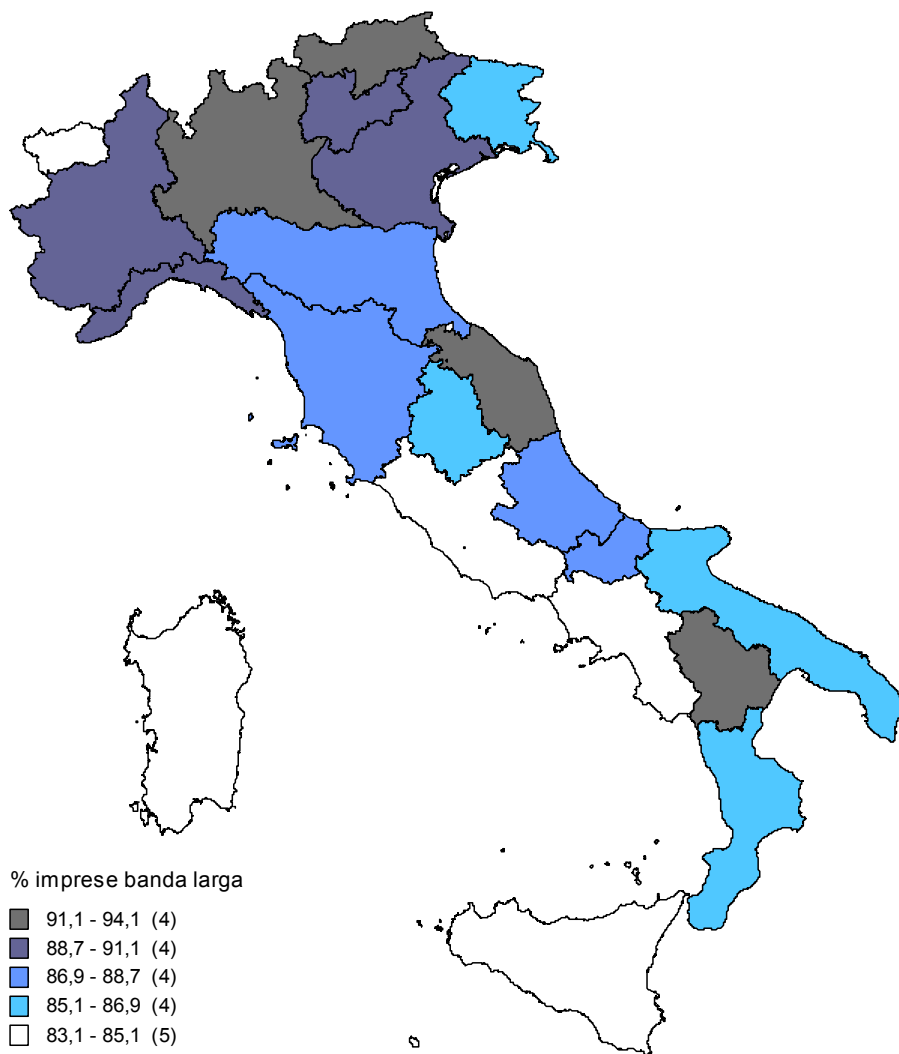 % imprese banda larga
91,1 - 94,1 (4)
88,7 - 91,1 (4)
86,9 - 88,7 (4)
85,1 - 86,9 (4)
83,1 - 85,1 (5)